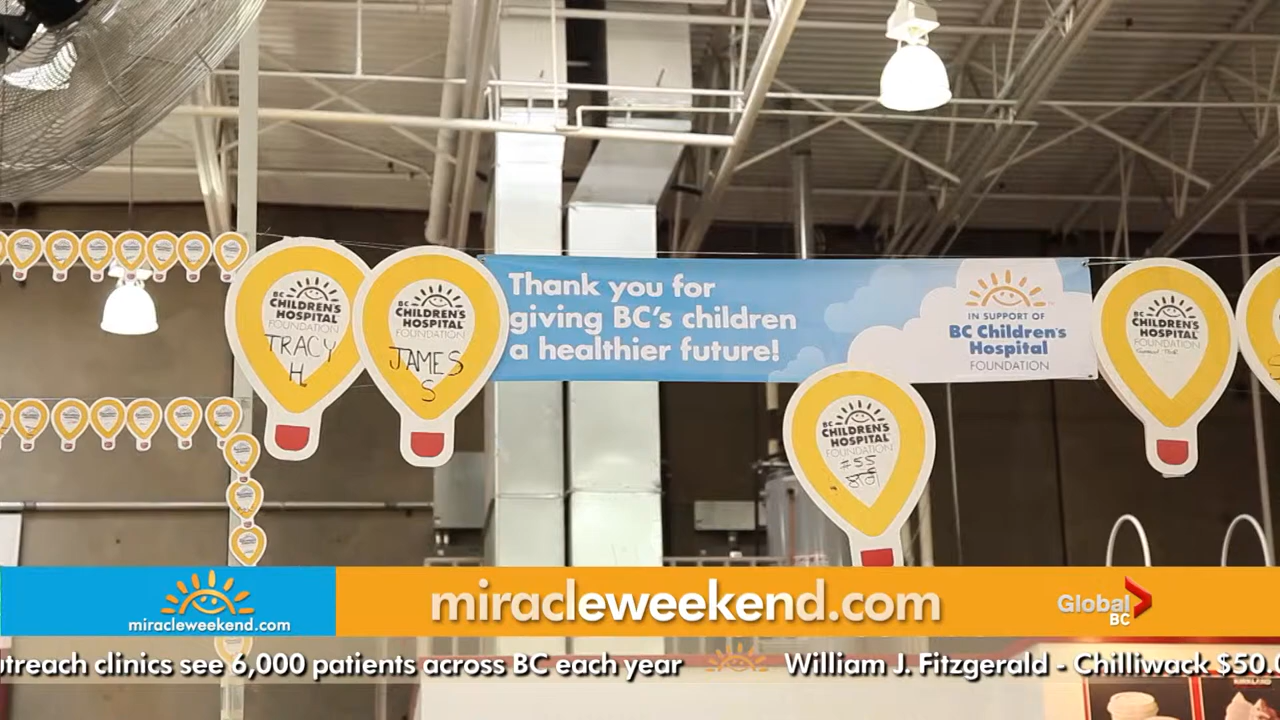 BC
CHILDREN'S
HOSPITAL
FOUNDATION
TRACY
H
BC
CHILDREN'S
HOSPITAL
FOUNDATION
JAMES
S
Thank you for
giving BC's children
a healthier future!
IN SUPPORT OF
BC Children's
Hospital
FOUNDATION
BC
CHILDREN'S
HOSPITAL
FOUNDATION
BC
CHILDREN'S
HOSPITAL
FOUNDATION
#55
miracleweekend.com
miracleweekend.com
Global
BC
utreach clinics see 6,000 patients across BC each year
William J. Fitzgerald - Chilliwack $50.0
KIRKLAND